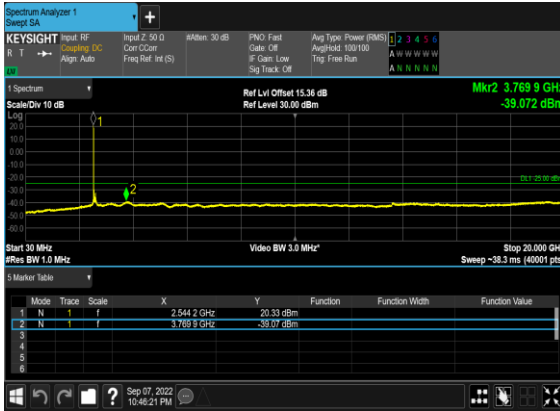 Spectrum Analyzer 1
Swept SA
+
KEYSIGHT
R T
Input: RF
Coupling: DC
Align: Auto
Input Z: 50 Ω
Corr CCorr
Freq Ref: Int (S)
#Atten: 30 dB
PNO: Fast
Gate: Off
IF Gain: Low
Sig Track: Off
Avg Type: Power (RMS)
Avg|Hold: 100/100
Trig: Free Run
1 2 3 4 5 6
A W W W W W
A N N N N N
1 Spectrum
Scale/Div 10 dB
Ref Lvl Offset 15.36 dB
Ref Level 30.00 dBm
Mkr2 3.769 9 GHz
-39.072 dBm
Log
20.0
10.0
0.00
-10.0
-20.0
-30.0
-40.0
-50.0
-60.0
1
2
DL1 -25.00 dBm
Start 30 MHz
#Res BW 1.0 MHz
Video BW 3.0 MHz*
Stop 20.000 GHz
Sweep ~38.3 ms (40001 pts)
5 Marker Table
Mode Trace Scale X Y Function Function Width Function Value
1 N 1 f 2.544 2 GHz 20.33 dBm
2 N 1 f 3.769 9 GHz -39.07 dBm
3
4
5
6
?
Sep 07, 2022
10:46:21 PM